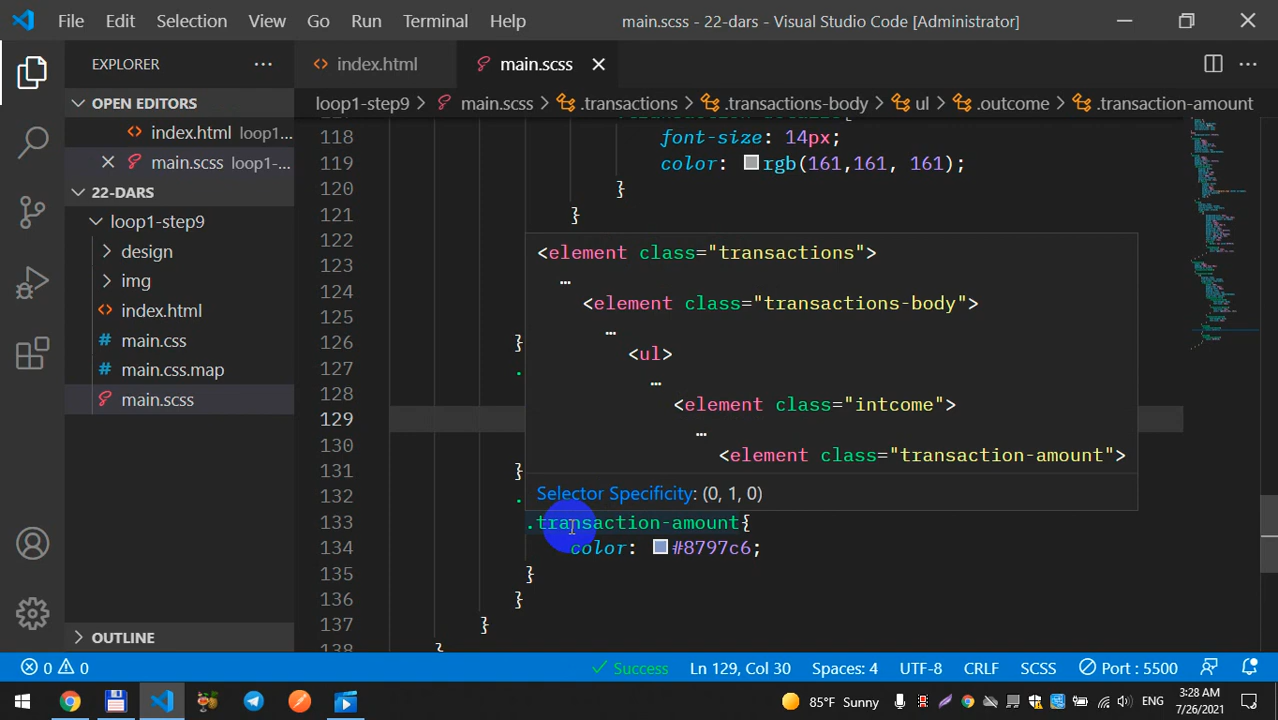 File Edit Selection View Go Run Terminal Help main.scss - 22-dars - Visual Studio Code [Administrator]
EXPLORER ... index.html main.scss
loop1-step9 > main.scss > .transactions > .transactions-body > ul > .outcome > .transaction-amount
OPEN EDITORS
index.html loop1...
main.scss loop1-...
22-DARS
loop1-step9
design
img
index.html
main.css
main.css.map
main.scss
OUTLINE
118 font-size: 14px;
119 color: rgb(161,161, 161);
120 }
121 }
122
123
124
125
126 }
127 .
128
129
130
131 }
132 .
133 .transaction-amount{
134 color: #8797c6;
135 }
136 }
137 }
138
<element class="transactions">
…
<element class="transactions-body">
…
<ul>
…
<element class="intcome">
…
<element class="transaction-amount">
Selector Specificity: (0, 1, 0)
0 0 Success Ln 129, Col 30 Spaces: 4 UTF-8 CRLF SCSS Port : 5500
85°F Sunny ENG 3:28 AM
7/26/2021